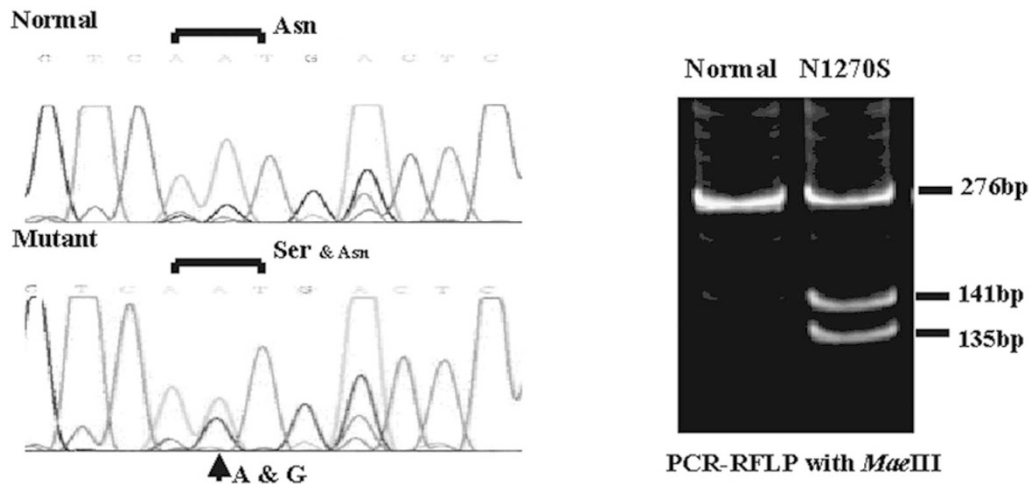 Normal
Asn
G T C A A T G A C T C
Mutant
Ser & Asn
G T C A A T G A C T C
A & G
Normal N1270S
276bp
141bp
135bp
PCR-RFLP with MaeIII